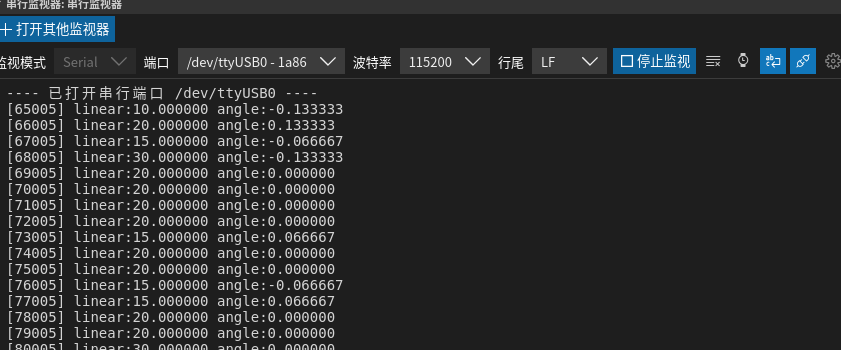 串行监视器: 串行监视器
打开其他监视器
监视模式 Serial 端口 /dev/ttyUSB0 - 1a86 波特率 115200 行尾 LF 停止监视
---- 已打开串行端口 /dev/ttyUSB0 ----
[65005] linear:10.000000 angle:-0.133333
[66005] linear:20.000000 angle:0.133333
[67005] linear:15.000000 angle:-0.066667
[68005] linear:30.000000 angle:-0.133333
[69005] linear:20.000000 angle:0.000000
[70005] linear:20.000000 angle:0.000000
[71005] linear:20.000000 angle:0.000000
[72005] linear:20.000000 angle:0.000000
[73005] linear:15.000000 angle:0.066667
[74005] linear:20.000000 angle:0.000000
[75005] linear:20.000000 angle:0.000000
[76005] linear:15.000000 angle:-0.066667
[77005] linear:15.000000 angle:0.066667
[78005] linear:20.000000 angle:0.000000
[79005] linear:20.000000 angle:0.000000
[80005] linear:30.000000 angle:0.000000